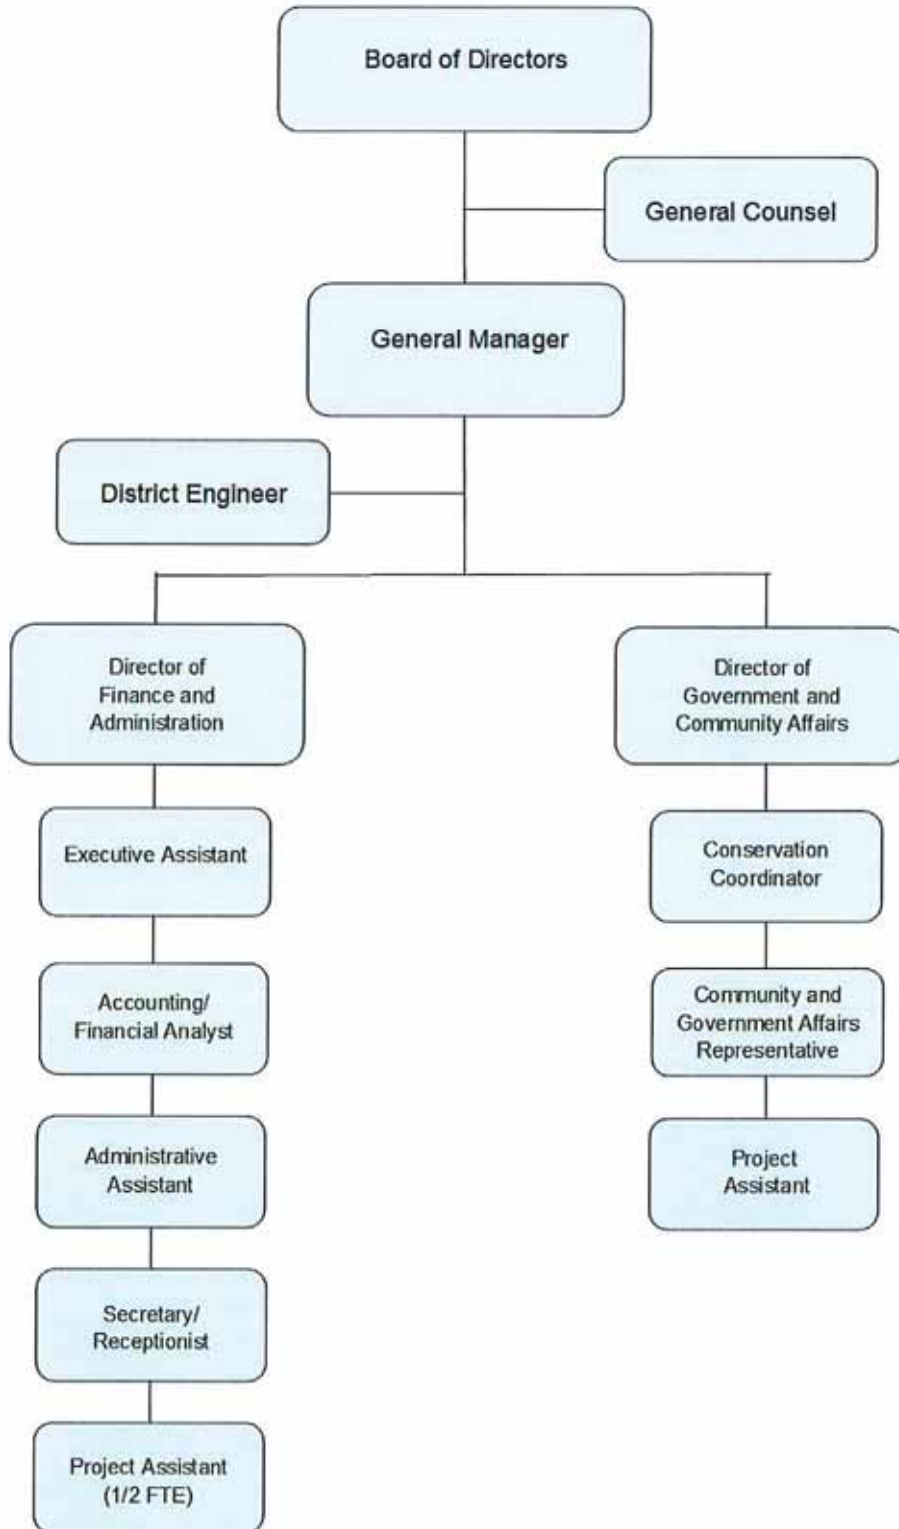 Board of Directors
General Counsel
General Manager
District Engineer
Director of
Finance and
Administration
Director of
Government and
Community Affairs
Executive Assistant
Conservation
Coordinator
Accounting/
Financial Analyst
Community and
Government Affairs
Representative
Administrative
Assistant
Project
Assistant
Secretary/
Receptionist
Project Assistant
(1/2 FTE)